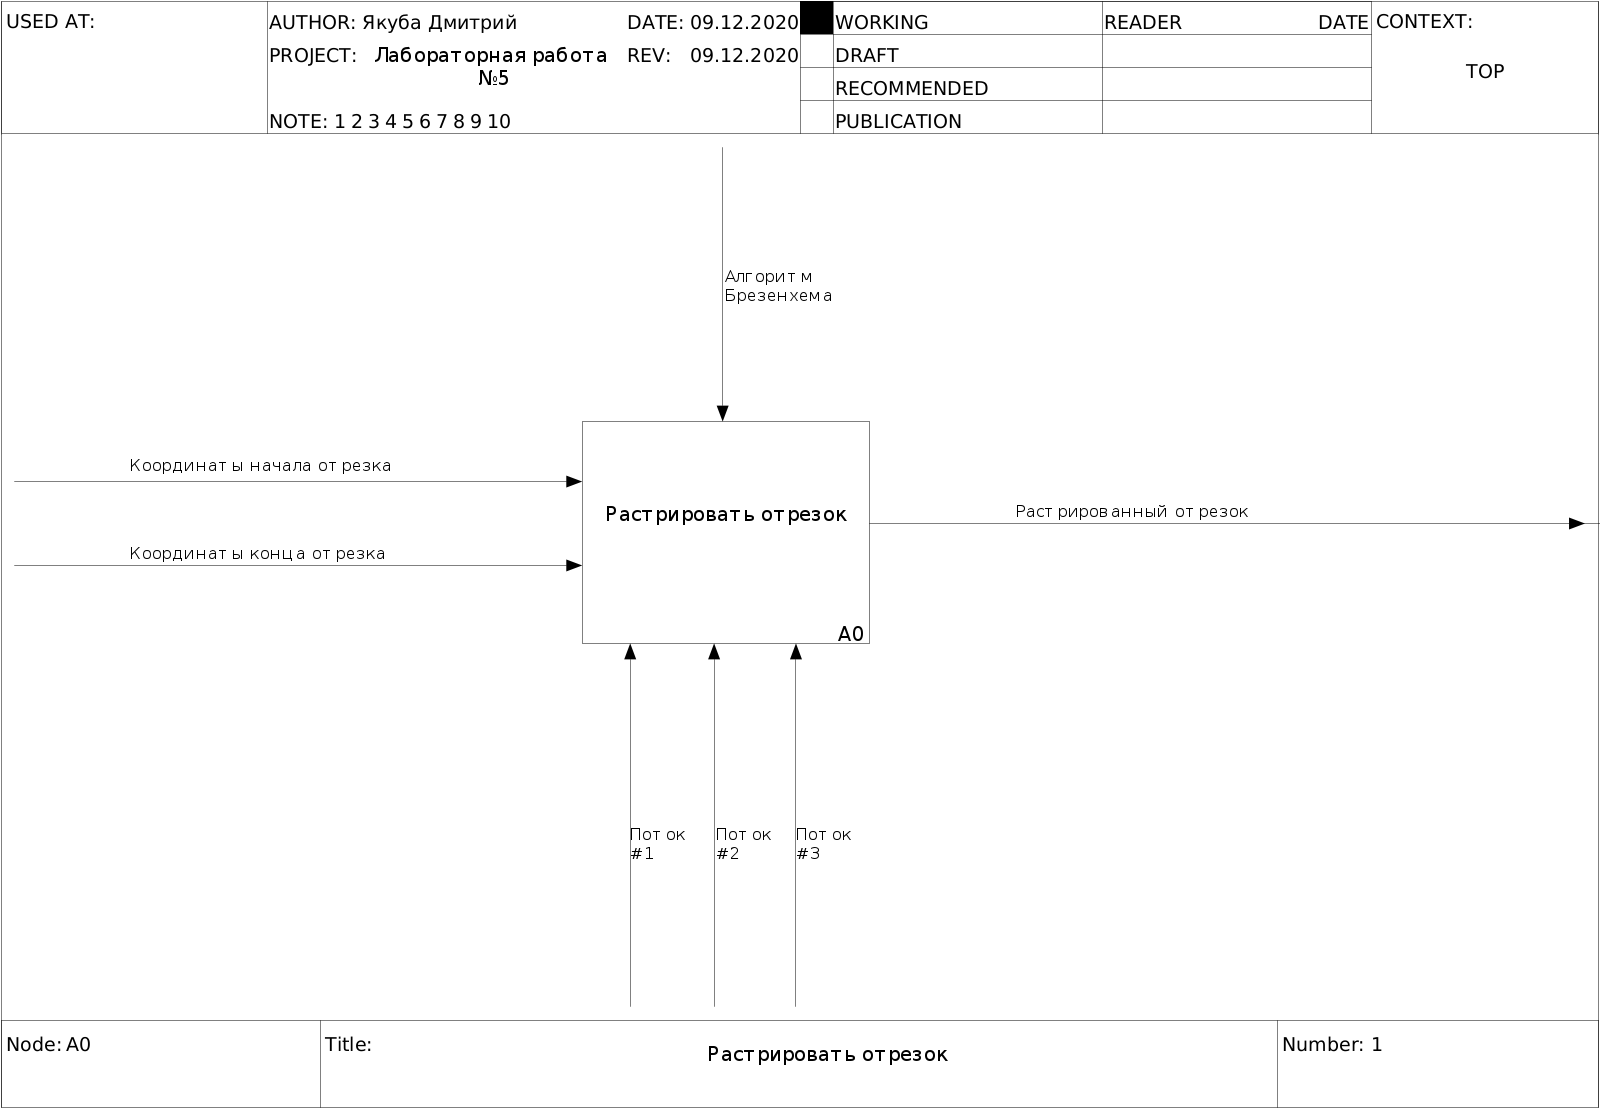 USED AT:
AUTHOR: Якуба Дмитрий
DATE: 09.12.2020
PROJECT: Лабораторная работа
№5
REV: 09.12.2020
NOTE: 1 2 3 4 5 6 7 8 9 10
WORKING
DRAFT
RECOMMENDED
PUBLICATION
READER
DATE
CONTEXT:
TOP
Алгоритм
Брезенхема
Координаты начала отрезка
Координаты конца отрезка
Растрировать отрезок
A0
Растрированный отрезок
Поток
#1
Поток
#2
Поток
#3
Node: A0
Title:
Растрировать отрезок
Number: 1